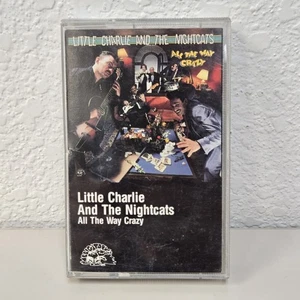 LITTLE CHARLIE AND THE NIGHTCATS
ALL THE WAY
CRAZY
Little Charlie
And The Nightcats
All The Way Crazy